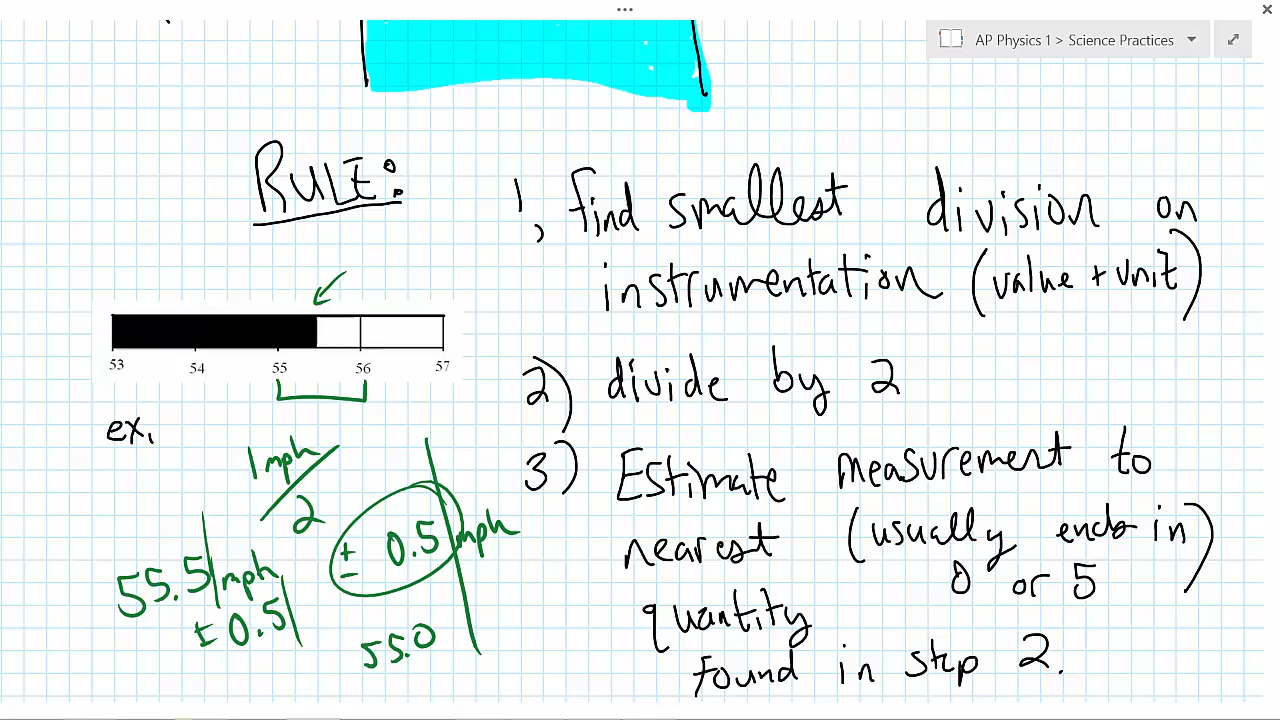 AP Physics 1 > Science Practices
RULE:
1, find smallest division on
instrumentation (value + unit)
53 54 55 56 57
2) divide by 2
ex.
3) Estimate measurement to
nearest (usually ends in
0 or 5)
quantity
found in step 2.
1 mph / 2
± 0.5 mph
55.5 mph
± 0.5
55.0